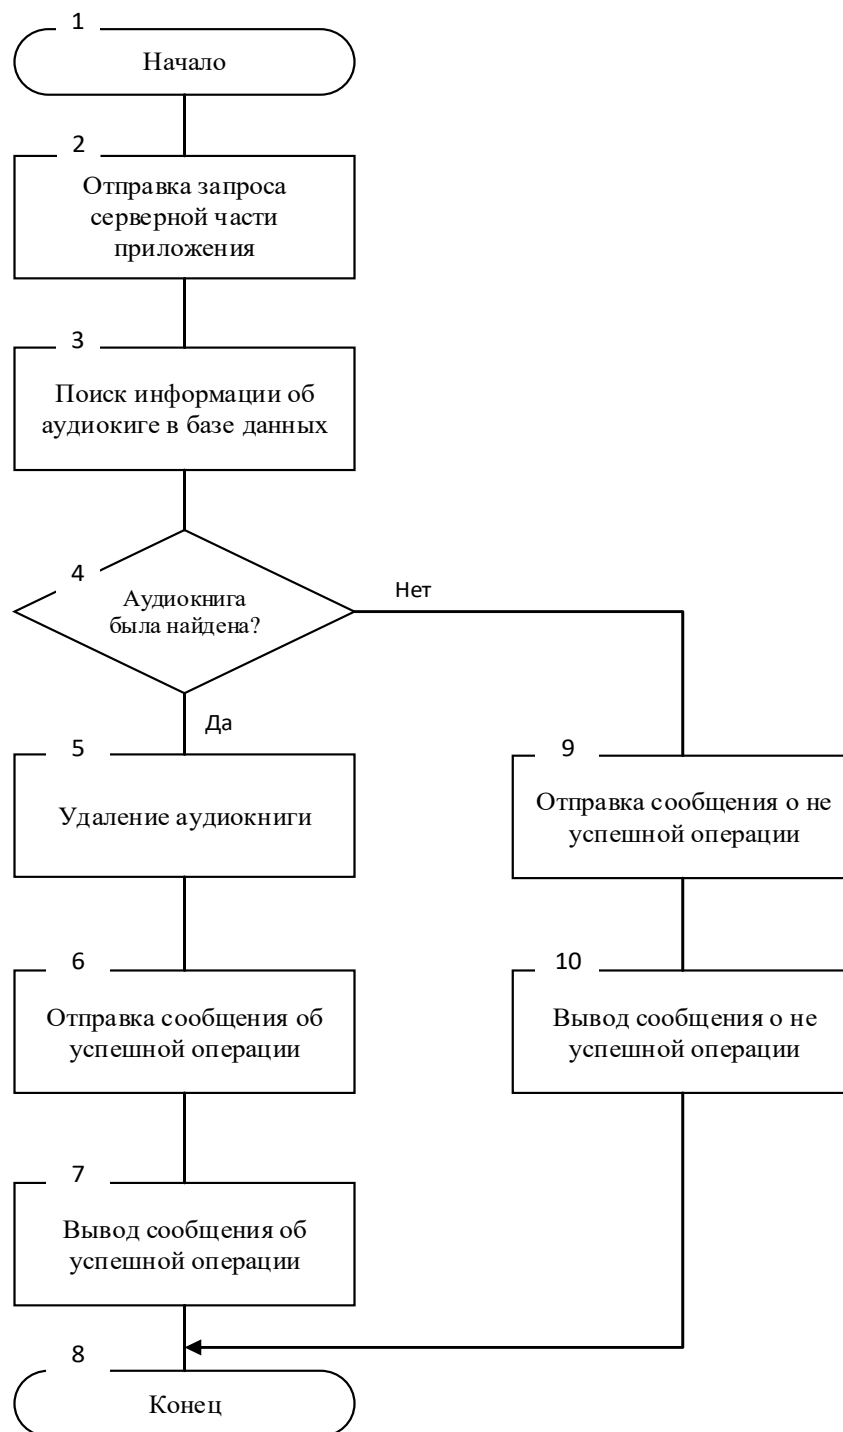 1
Начало
2
Отправка запроса
серверной части
приложения
3
Поиск информации об
аудиокиге в базе данных
4
Аудиокнига
была найдена?
Нет
Да
5
Удаление аудиокниги
9
Отправка сообщения о не
успешной операции
6
Отправка сообщения об
успешной операции
10
Вывод сообщения о не
успешной операции
7
Вывод сообщения об
успешной операции
8
Конец